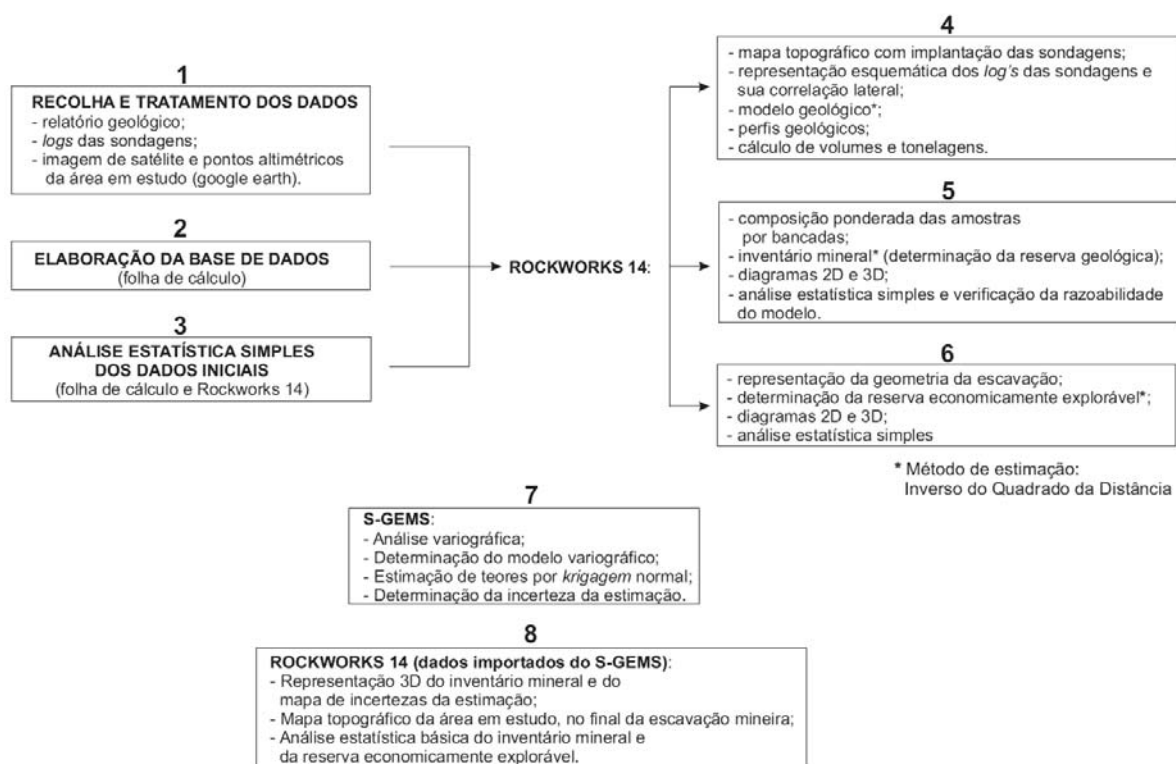 1
RECOLHA E TRATAMENTO DOS DADOS
- relatório geológico;
- logs das sondagens;
- imagem de satélite e pontos altimétricos
da área em estudo (google earth).
2
ELABORAÇÃO DA BASE DE DADOS
(folha de cálculo)
3
ANÁLISE ESTATÍSTICA SIMPLES
DOS DADOS INICIAIS
(folha de cálculo e Rockworks 14)
ROCKWORKS 14:
4
- mapa topográfico com implantação das sondagens;
- representação esquemática dos log's das sondagens e
sua correlação lateral;
- modelo geológico*;
- perfis geológicos;
- cálculo de volumes e tonelagens.
5
- composição ponderada das amostras
por bancadas;
- inventário mineral* (determinação da reserva geológica);
- diagramas 2D e 3D;
- análise estatística simples e verificação da razoabilidade
do modelo.
6
- representação da geometria da escavação;
- determinação da reserva economicamente explorável*;
- diagramas 2D e 3D;
- análise estatística simples
* Método de estimação:
Inverso do Quadrado da Distância
7
S-GEMS:
- Análise variográfica;
- Determinação do modelo variográfico;
- Estimação de teores por krigagem normal;
- Determinação da incerteza da estimação.
8
ROCKWORKS 14 (dados importados do S-GEMS):
- Representação 3D do inventário mineral e do
mapa de incertezas da estimação;
- Mapa topográfico da área em estudo, no final da escavação mineira;
- Análise estatística básica do inventário mineral e
da reserva economicamente explorável.